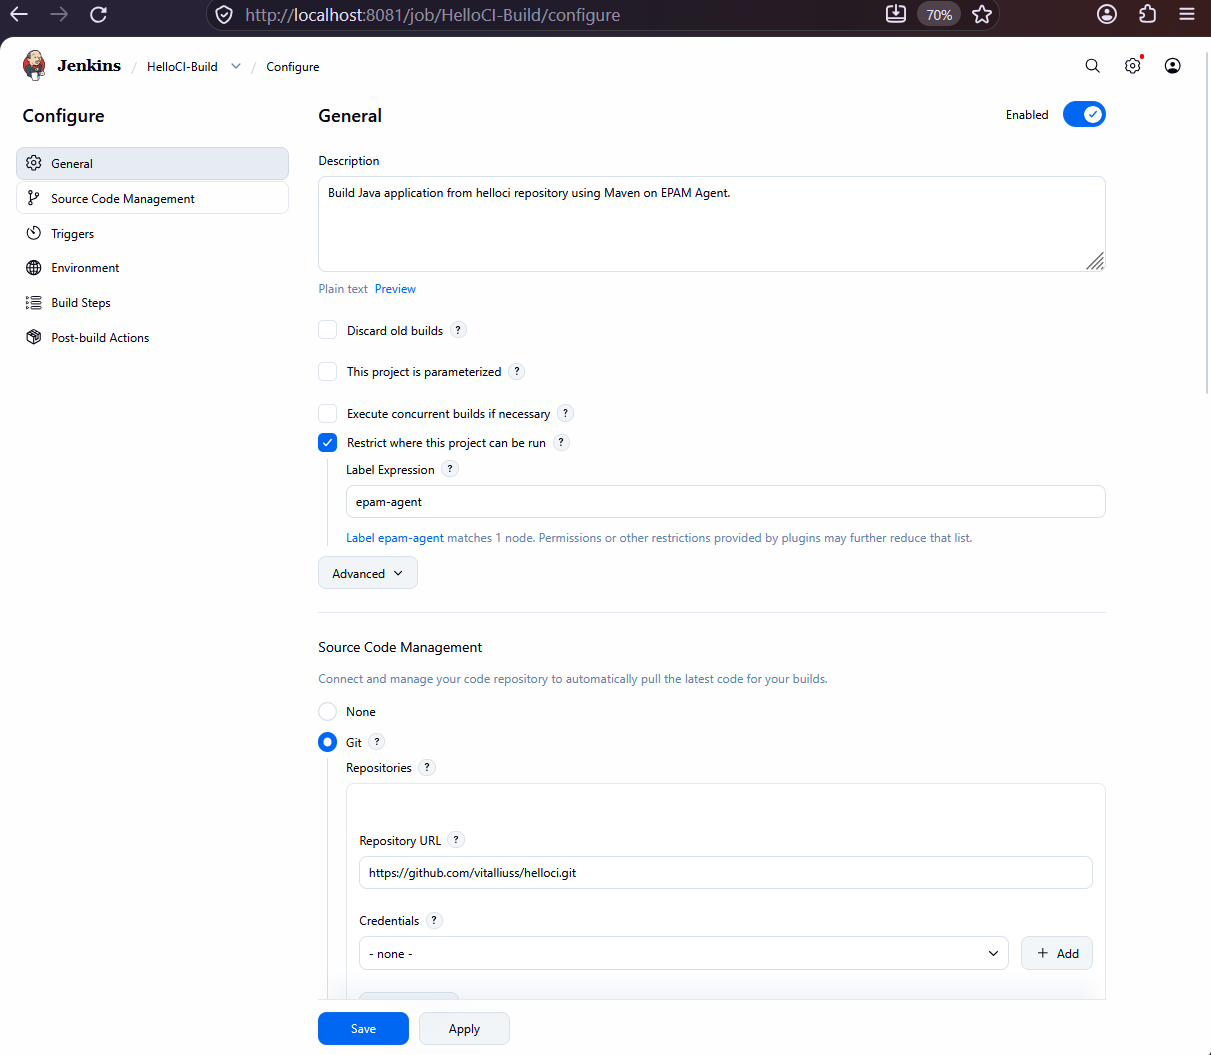 http://localhost:8081/job/HelloCI-Build/configure
70%
Jenkins / HelloCI-Build / Configure
Configure
General
Source Code Management
Triggers
Environment
Build Steps
Post-build Actions
General
Enabled
Description
Build Java application from helloci repository using Maven on EPAM Agent.
Plain text Preview
Discard old builds ?
This project is parameterized ?
Execute concurrent builds if necessary ?
Restrict where this project can be run ?
Label Expression ?
epam-agent
Label epam-agent matches 1 node. Permissions or other restrictions provided by plugins may further reduce that list.
Advanced
Source Code Management
Connect and manage your code repository to automatically pull the latest code for your builds.
None
Git ?
Repositories ?
Repository URL ?
https://github.com/vitalliuss/helloci.git
Credentials ?
- none -
+ Add
Save
Apply